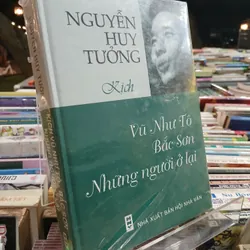 NGUYỄN
HUY
TƯỞNG
Kịch
Vũ Như Tô
Bắc Sơn
Những người ở lại
NHÀ XUẤT BẢN HỘI NHÀ VĂN